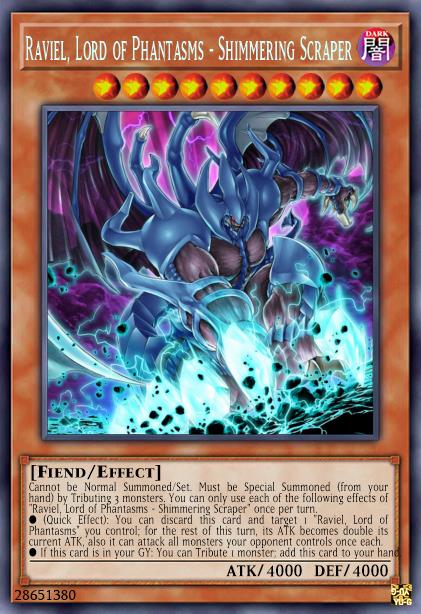 Raviel, Lord of Phantasms - Shimmering Scraper
DARK
闇
[Fiend/Effect]
Cannot be Normal Summoned/Set. Must be Special Summoned (from your
hand) by Tributing 3 monsters. You can only use each of the following effects of
"Raviel, Lord of Phantasms - Shimmering Scraper" once per turn.
● (Quick Effect): You can discard this card and target 1 "Raviel, Lord of
Phantasms" you control; for the rest of this turn, its ATK becomes double its
current ATK, also it can attack all monsters your opponent controls once each.
● If this card is in your GY: You can Tribute 1 monster; add this card to your hand
ATK/4000 DEF/4000
28651380